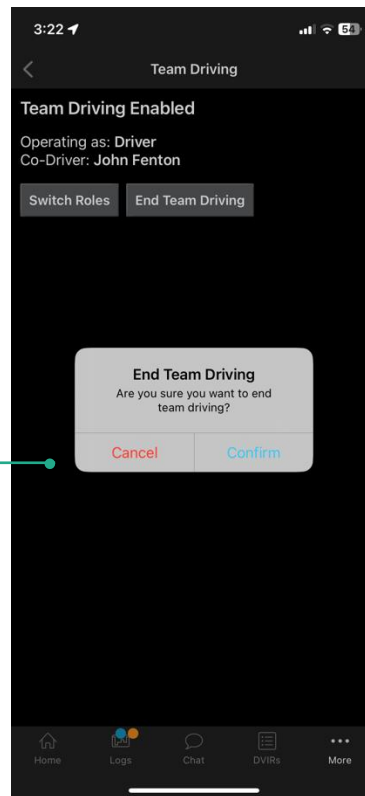 3:22
54
Team Driving
Team Driving Enabled
Operating as: Driver
Co-Driver: John Fenton
Switch Roles
End Team Driving
End Team Driving
Are you sure you want to end
team driving?
Cancel
Confirm
Home
Logs
Chat
DVIRs
More